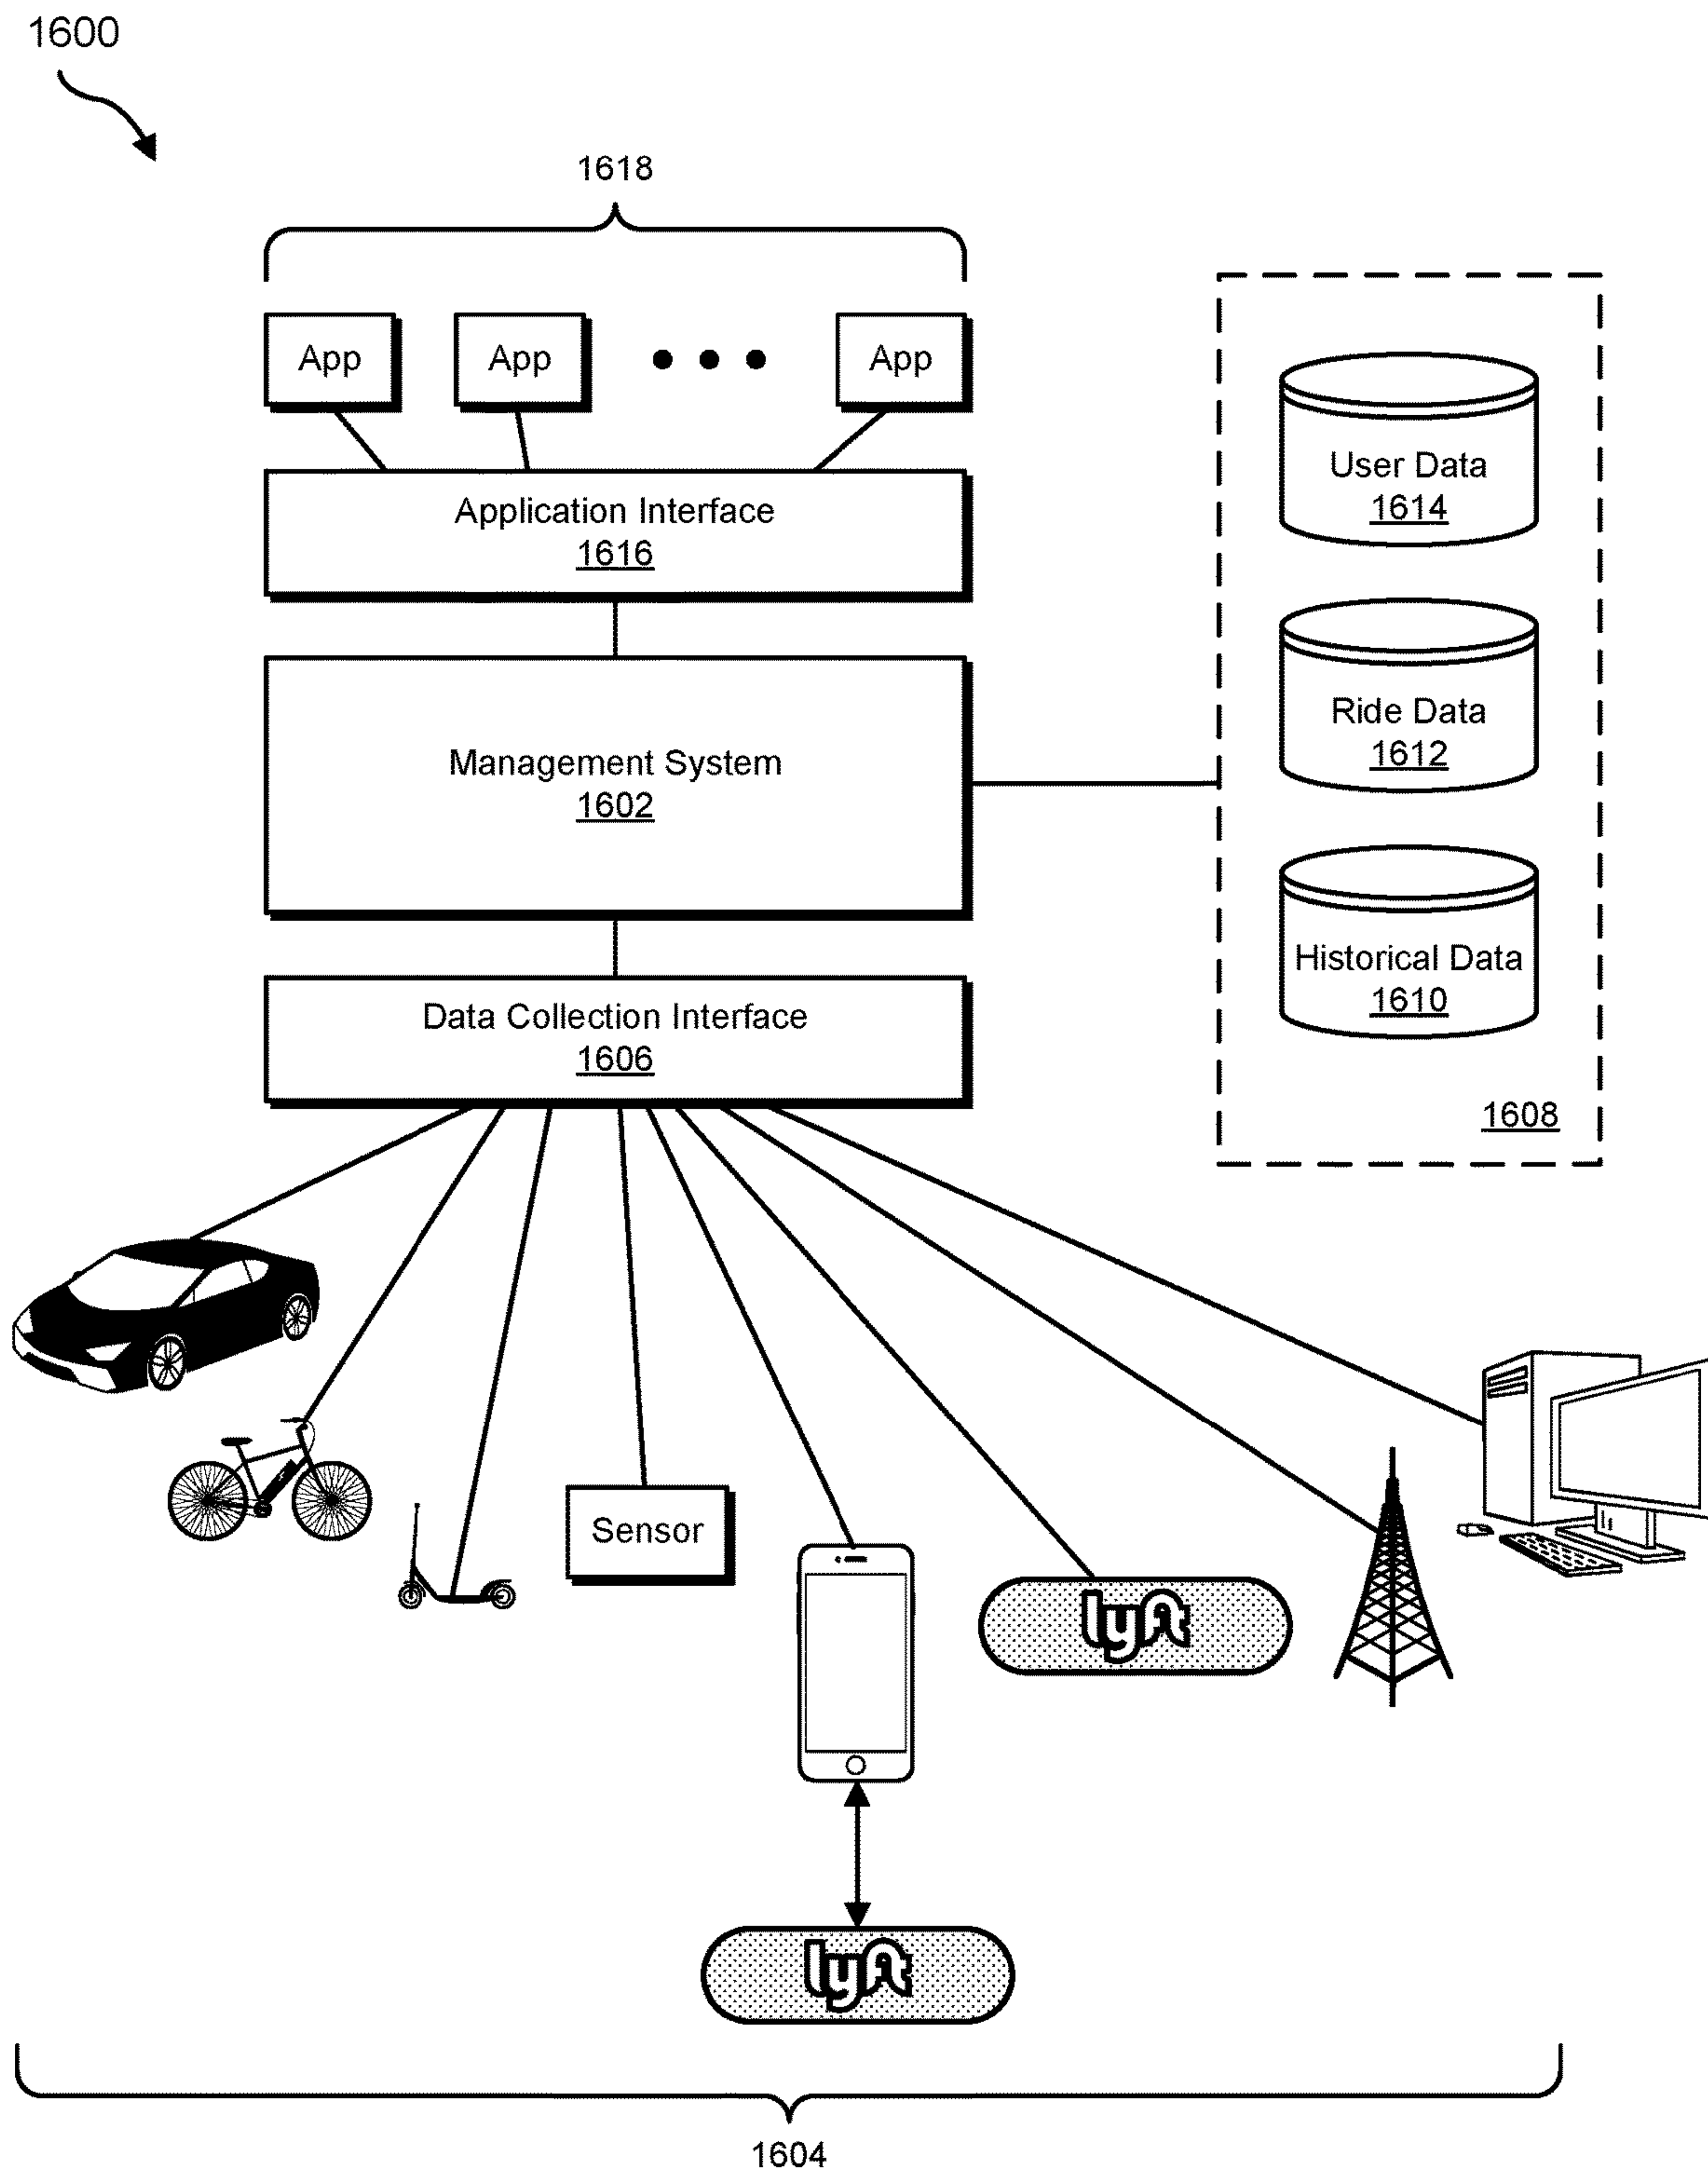 1600
1618
App
App
App
Application Interface
1616
Management System
1602
Data Collection Interface
1606
User Data
1614
Ride Data
1612
Historical Data
1610
1608
Sensor
lyft
lyft
1604